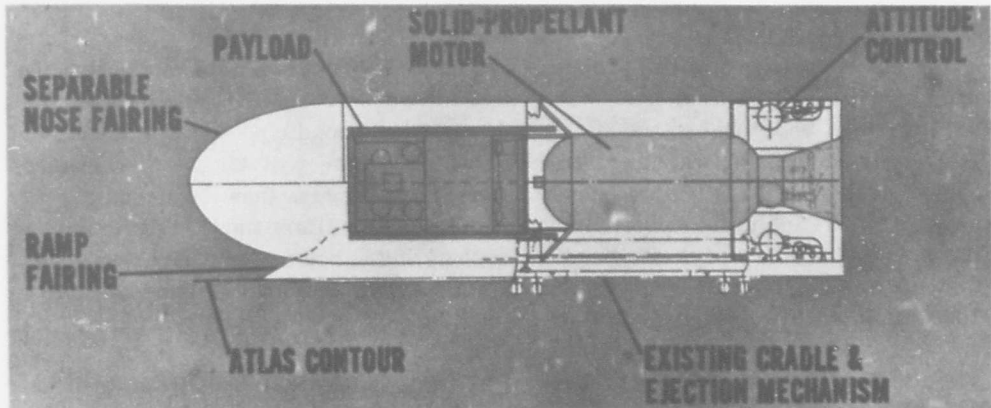 SOLID-PROPELLANT
MOTOR
ATTITUDE
CONTROL
PAYLOAD
SEPARABLE
NOSE FAIRING
RAMP
FAIRING
ATLAS CONTOUR
EXISTING CRADLE &
EJECTION MECHANISM